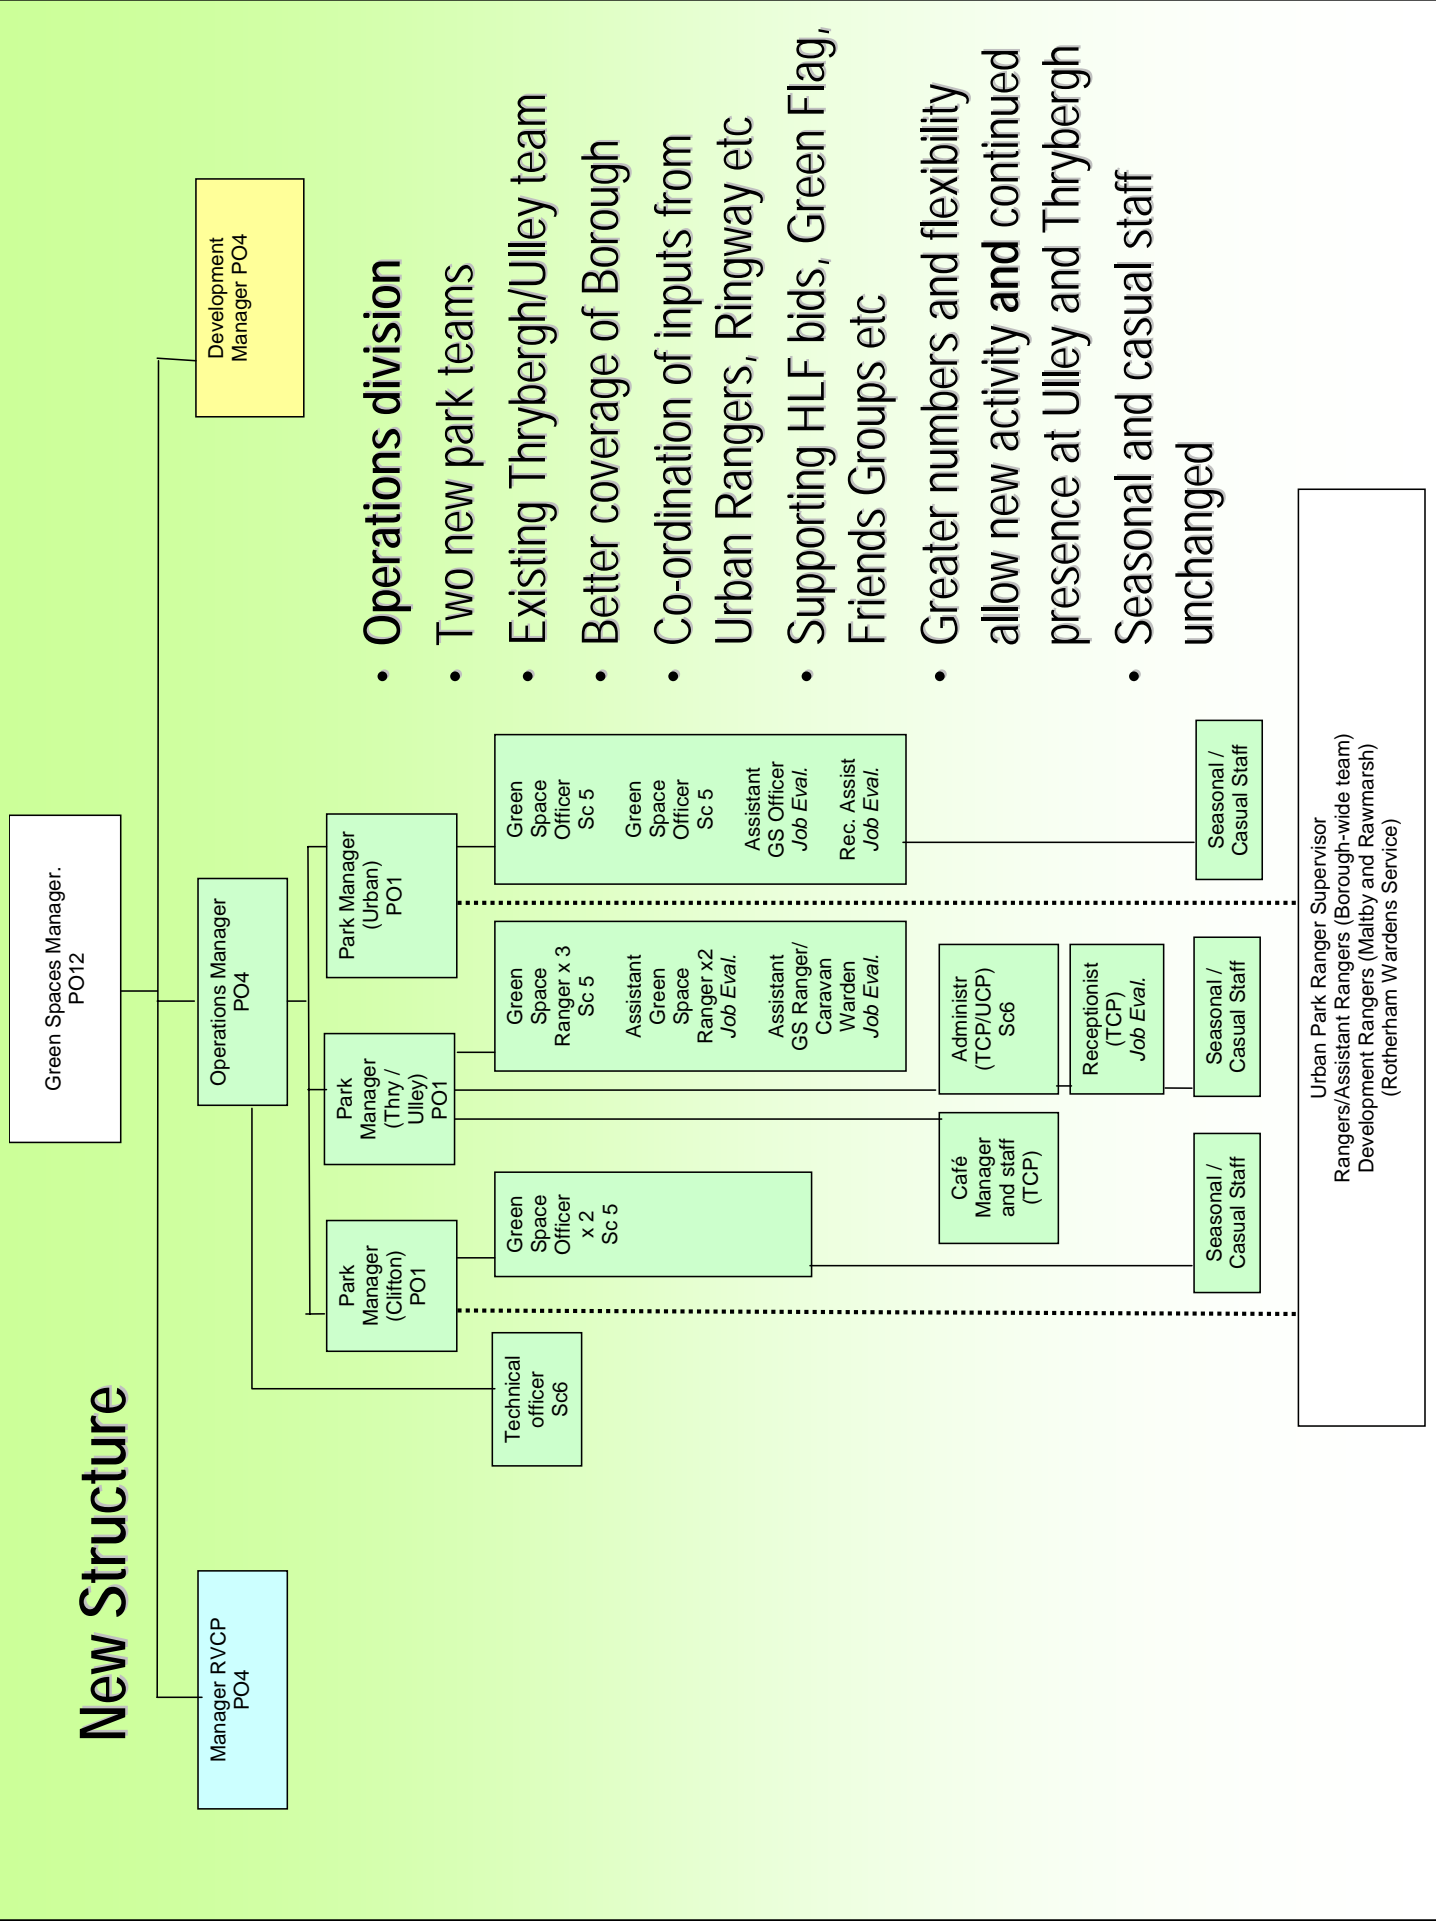 New Structure
Green Spaces Manager.
PO12
Manager RVCP
PO4
Operations Manager
PO4
Development
Manager PO4
Technical
officer
Sc6
Park
Manager
(Clifton)
PO1
Park
Manager
(Thry /
Ulley)
PO1
Park Manager
(Urban)
PO1
Green
Space
Officer
x 2
Sc 5
Green
Space
Ranger x 3
Sc 5
Assistant
Green
Space
Ranger x2
Job Eval.
Assistant
GS Ranger/
Caravan
Warden
Job Eval.
Green
Space
Officer
Sc 5
Green
Space
Officer
Sc 5
Assistant
GS Officer
Job Eval.
Rec. Assist
Job Eval.
Café
Manager
and staff
(TCP)
Administr
(TCP/UCP)
Sc6
Receptionist
(TCP)
Job Eval.
Seasonal /
Casual Staff
Seasonal /
Casual Staff
Seasonal /
Casual Staff
Urban Park Ranger Supervisor
Rangers/Assistant Rangers (Borough-wide team)
Development Rangers (Maltby and Rawmarsh)
(Rotherham Wardens Service)
• Operations division
• Two new park teams
• Existing Thrybergh/Ulley team
• Better coverage of Borough
• Co-ordination of inputs from
Urban Rangers, Ringway etc
• Supporting HLF bids, Green Flag,
Friends Groups etc
• Greater numbers and flexibility
allow new activity and continued
presence at Ulley and Thrybergh
• Seasonal and casual staff
unchanged